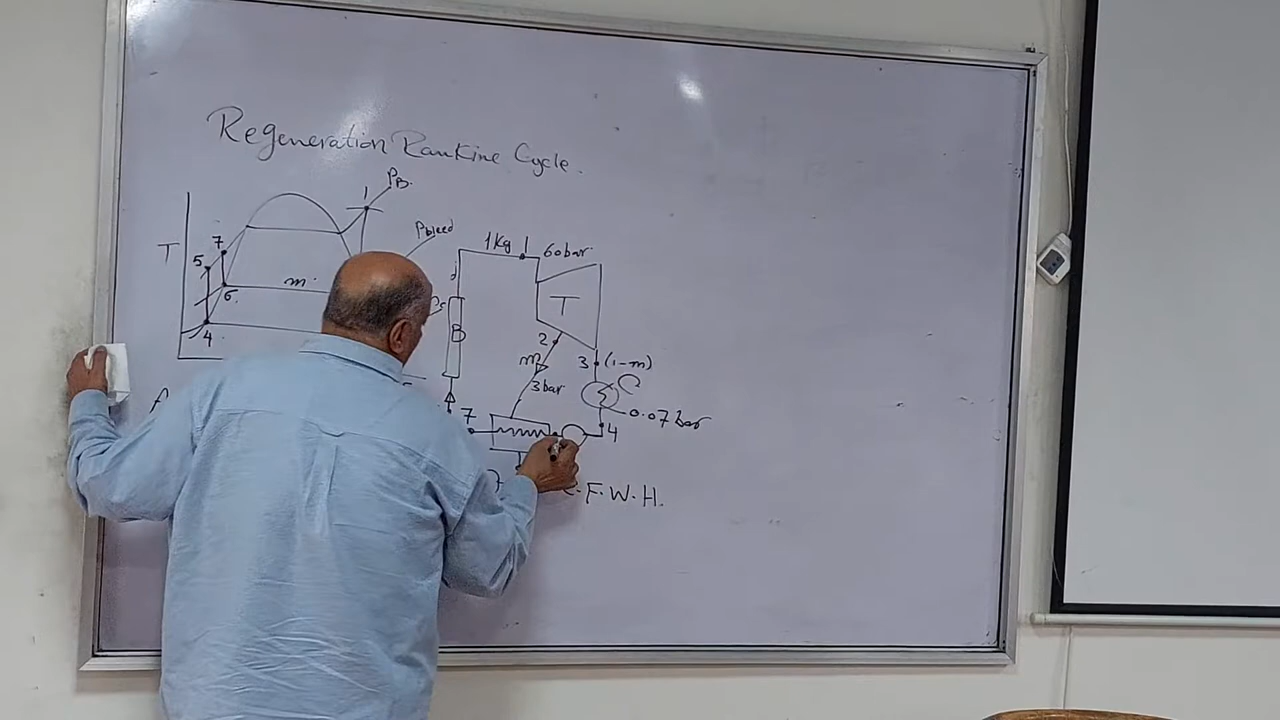 Regeneration Rankine Cycle.
PB.
1
Pbleed
T
7
5
6
m
4
1kg
1
60bar
T
B
2
m
3bar
3
(1-m)
C
0.07 bar
4
7
F.W.H.